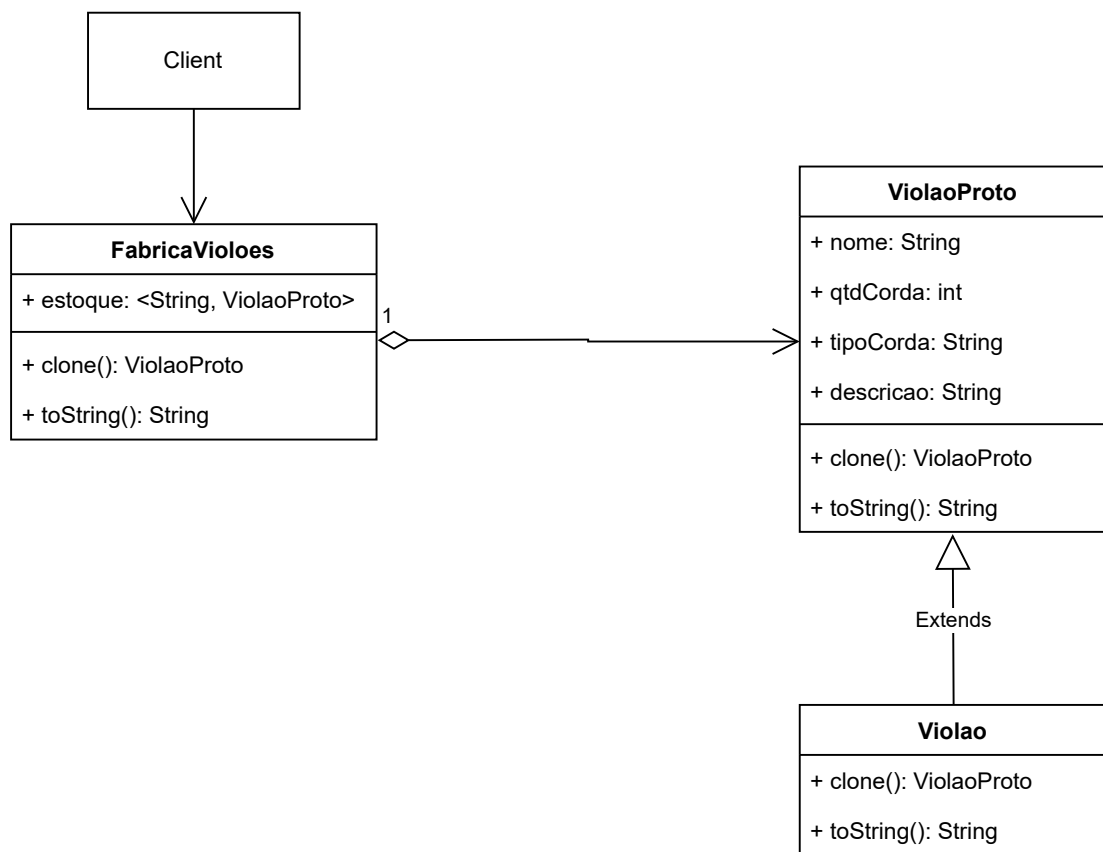 Client
FabricaVioloes
+ estoque: <String, ViolaoProto>
+ clone(): ViolaoProto
+ toString(): String
1
ViolaoProto
+ nome: String
+ qtdCorda: int
+ tipoCorda: String
+ descricao: String
+ clone(): ViolaoProto
+ toString(): String
Extends
Violao
+ clone(): ViolaoProto
+ toString(): String